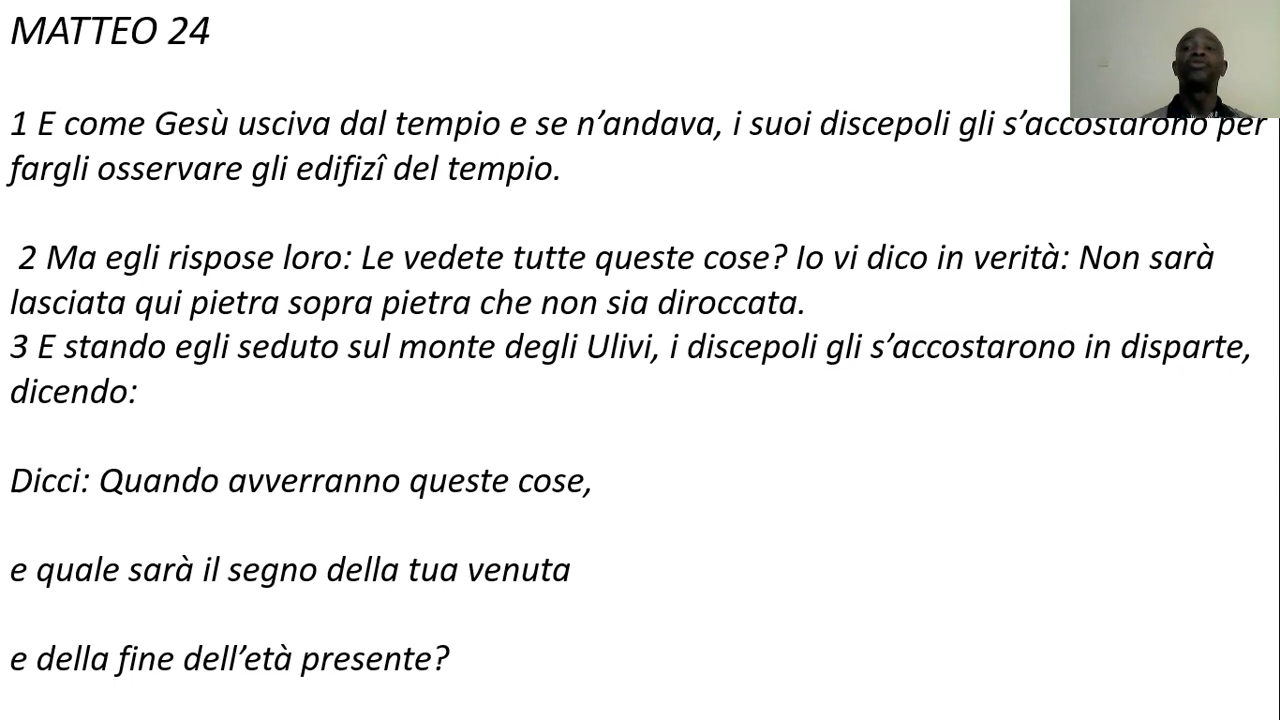 MATTEO 24
1 E come Gesù usciva dal tempio e se n’andava, i suoi discepoli gli s’accostarono per
fargli osservare gli edifizî del tempio.
2 Ma egli rispose loro: Le vedete tutte queste cose? Io vi dico in verità: Non sarà
lasciata qui pietra sopra pietra che non sia diroccata.
3 E stando egli seduto sul monte degli Ulivi, i discepoli gli s’accostarono in disparte,
dicendo:
Dicci: Quando avverranno queste cose,
e quale sarà il segno della tua venuta
e della fine dell’età presente?